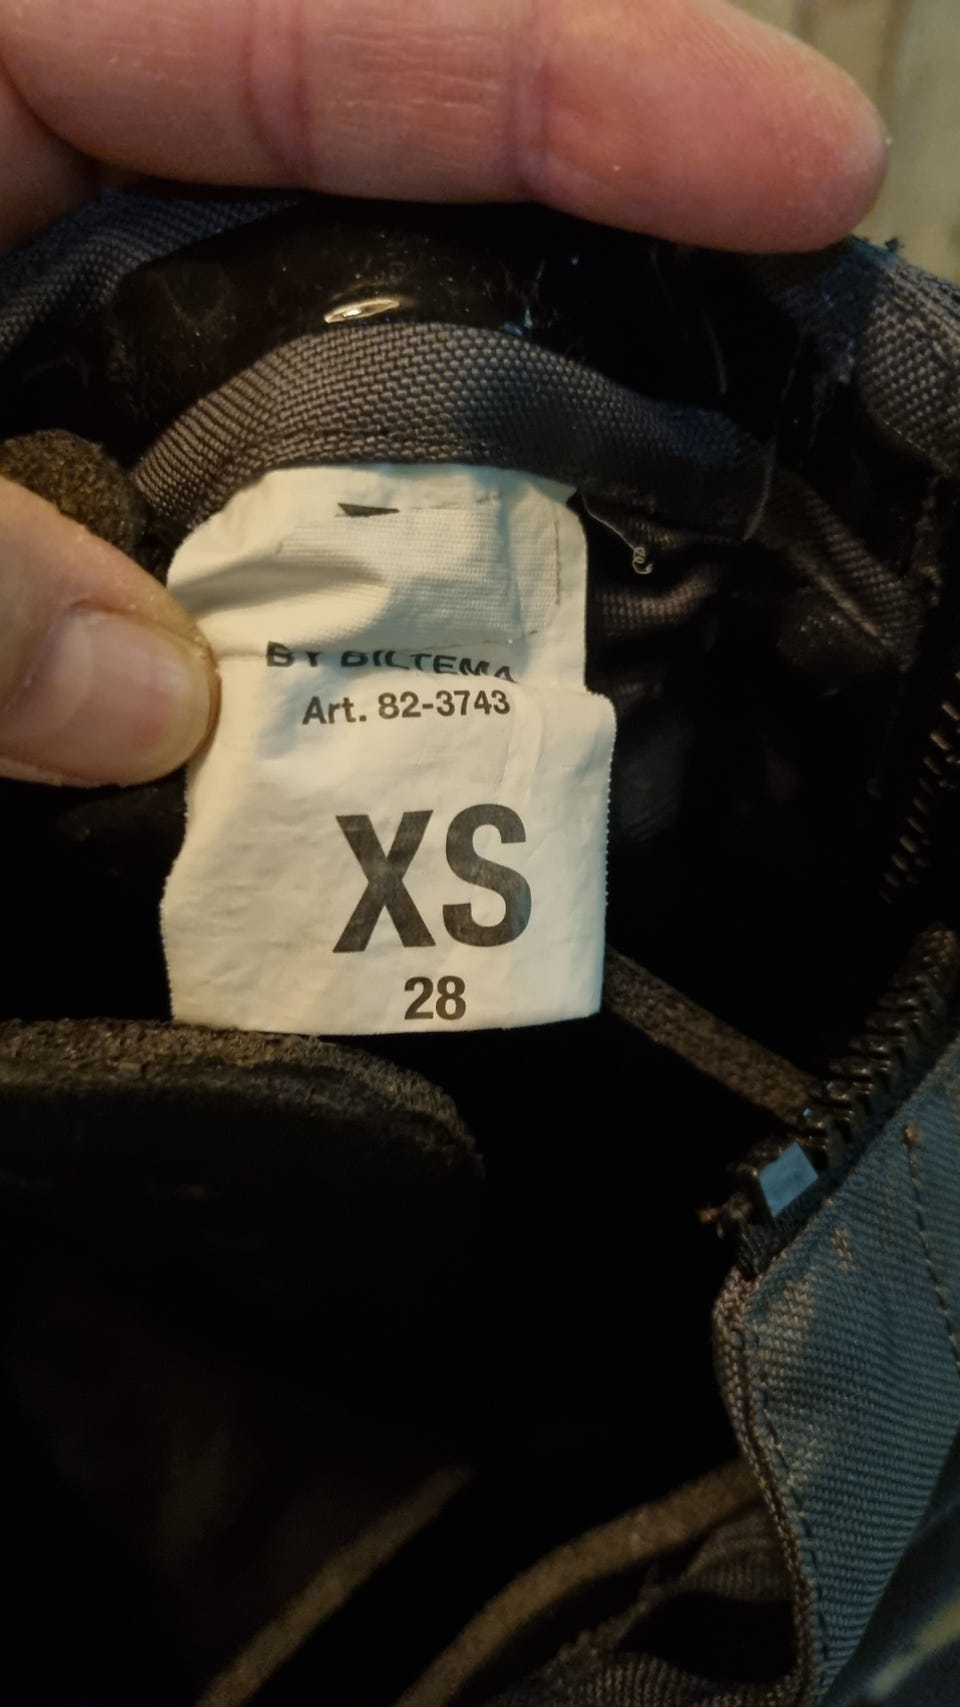 BY BILTEMA
Art. 82-3743
XS
28